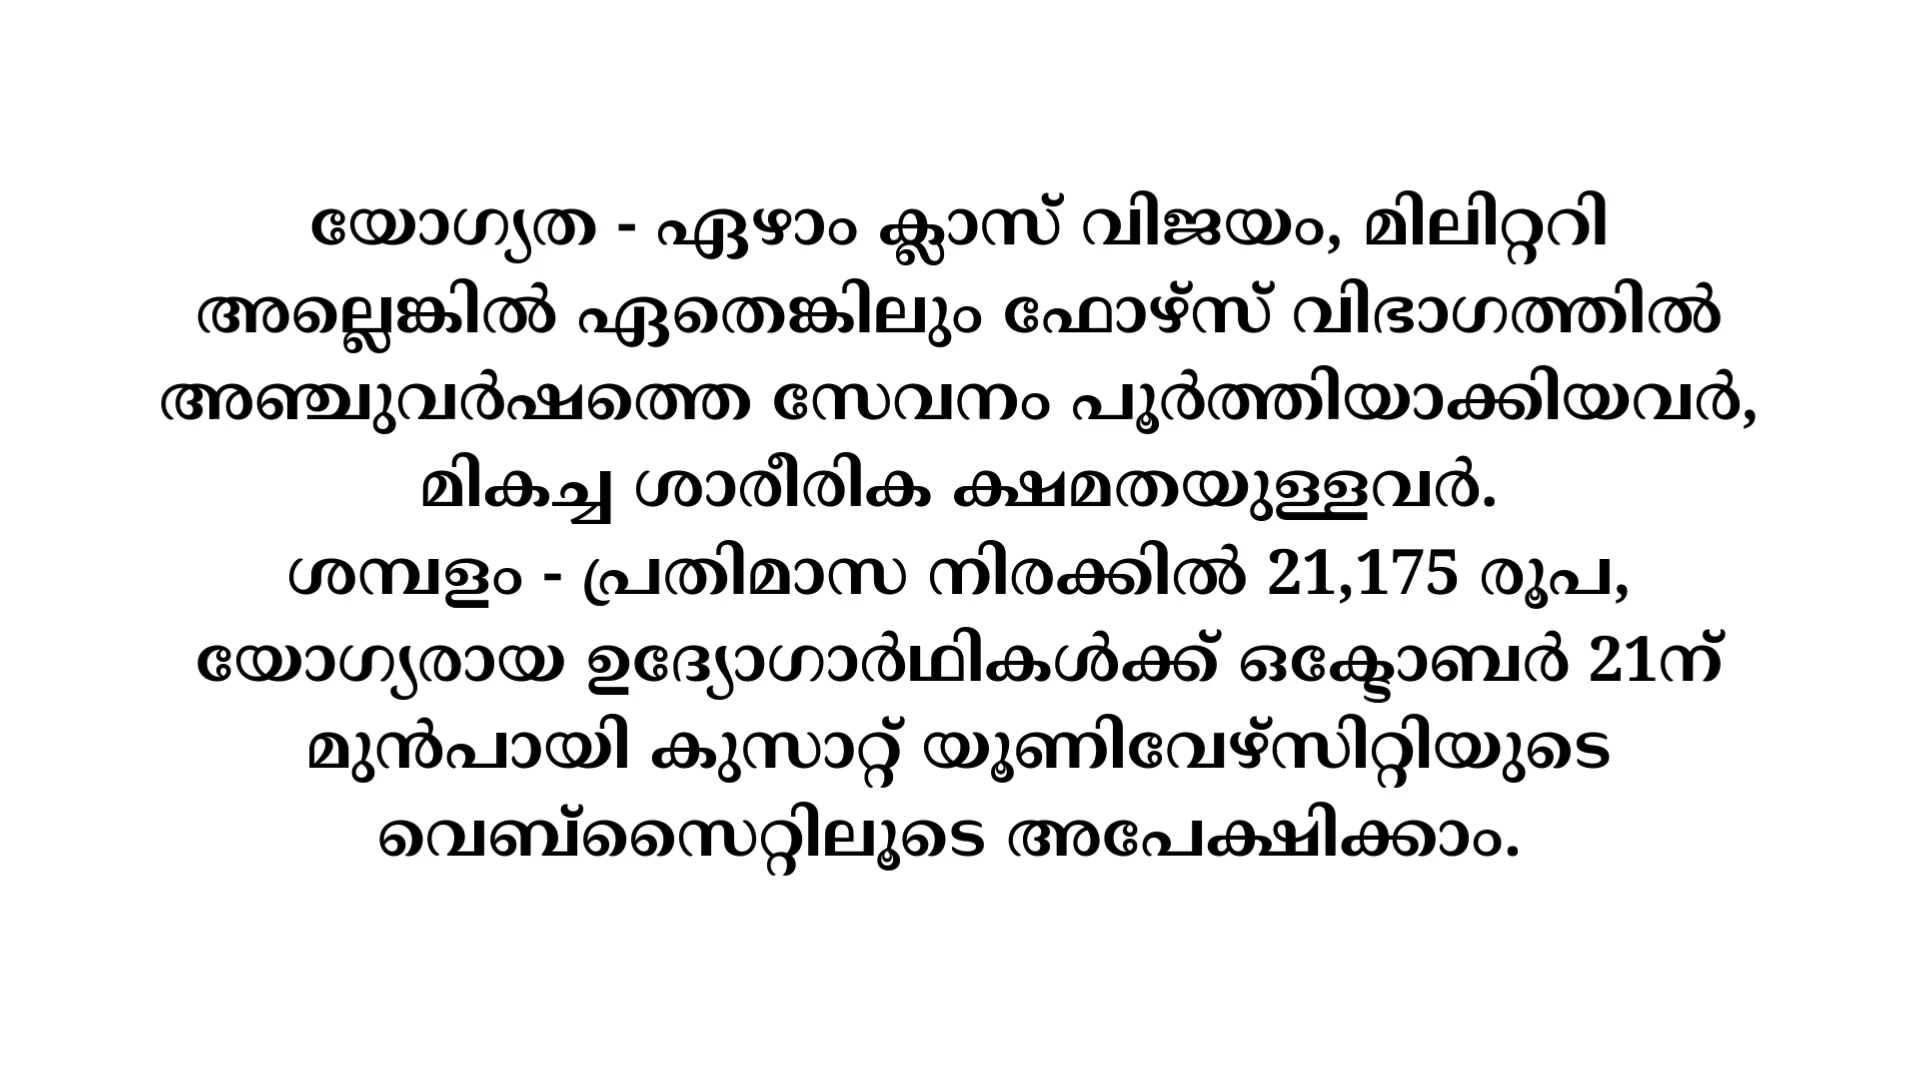 യോഗ്യത - ഏഴാം ക്ലാസ് വിജയം, മിലിറ്ററി
അല്ലെങ്കിൽ ഏതെങ്കിലും ഫോഴ്സ് വിഭാഗത്തിൽ
അഞ്ചുവർഷത്തെ സേവനം പൂർത്തിയാക്കിയവർ,
മികച്ച ശാരീരിക ക്ഷമതയുള്ളവർ.
ശമ്പളം - പ്രതിമാസ നിരക്കിൽ 21,175 രൂപ,
യോഗ്യരായ ഉദ്യോഗാർഥികൾക്ക് ഒക്ടോബർ 21ന്
മുൻപായി കുസാറ്റ് യൂണിവേഴ്സിറ്റിയുടെ
വെബ്സൈറ്റിലൂടെ അപേക്ഷിക്കാം.